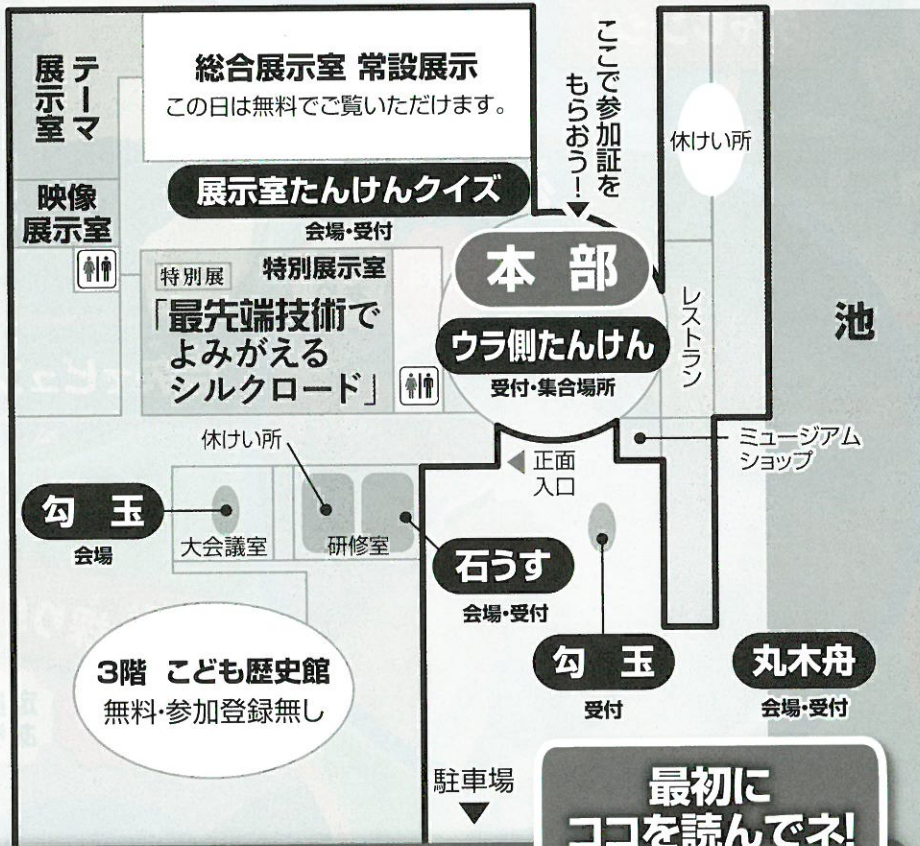 テーマ
展示室
総合展示室 常設展示
この日は無料でご覧いただけます。
ここで参加証を
もらおう!
休けい所
映像
展示室
展示室たんけんクイズ
会場・受付
特別展 特別展示室
「最先端技術で
よみがえる
シルクロード」
本部
ウラ側たんけん
受付・集合場所
レストラン
池
ミュージアム
ショップ
休けい所
正面
入口
勾玉
会場
大会議室
研修室
石うす
会場・受付
勾玉
受付
丸木舟
会場・受付
3階 こども歴史館
無料・参加登録無し
駐車場
最初に
ココを読んでネ!